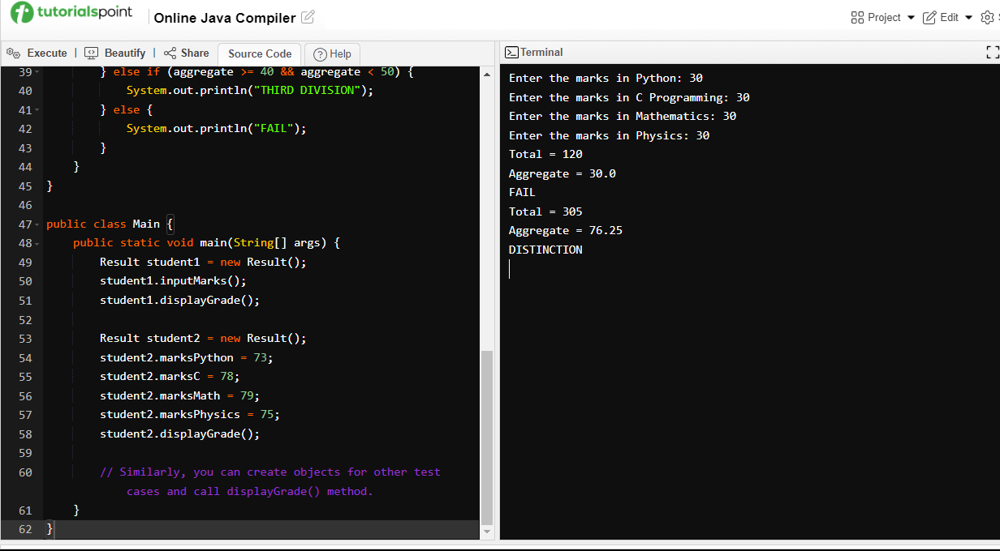 tutorialspoint
Online Java Compiler
Project
Edit
Execute | Beautify | Share Source Code Help
39 } else if (aggregate >= 40 && aggregate < 50) {
40 System.out.println("THIRD DIVISION");
41 } else {
42 System.out.println("FAIL");
43 }
44 }
45 }
46
47 public class Main {
48 public static void main(String[] args) {
49 Result student1 = new Result();
50 student1.inputMarks();
51 student1.displayGrade();
52
53 Result student2 = new Result();
54 student2.marksPython = 73;
55 student2.marksC = 78;
56 student2.marksMath = 79;
57 student2.marksPhysics = 75;
58 student2.displayGrade();
59
60 // Similarly, you can create objects for other test
cases and call displayGrade() method.
61 }
62 }
Terminal
Enter the marks in Python: 30
Enter the marks in C Programming: 30
Enter the marks in Mathematics: 30
Enter the marks in Physics: 30
Total = 120
Aggregate = 30.0
FAIL
Total = 305
Aggregate = 76.25
DISTINCTION